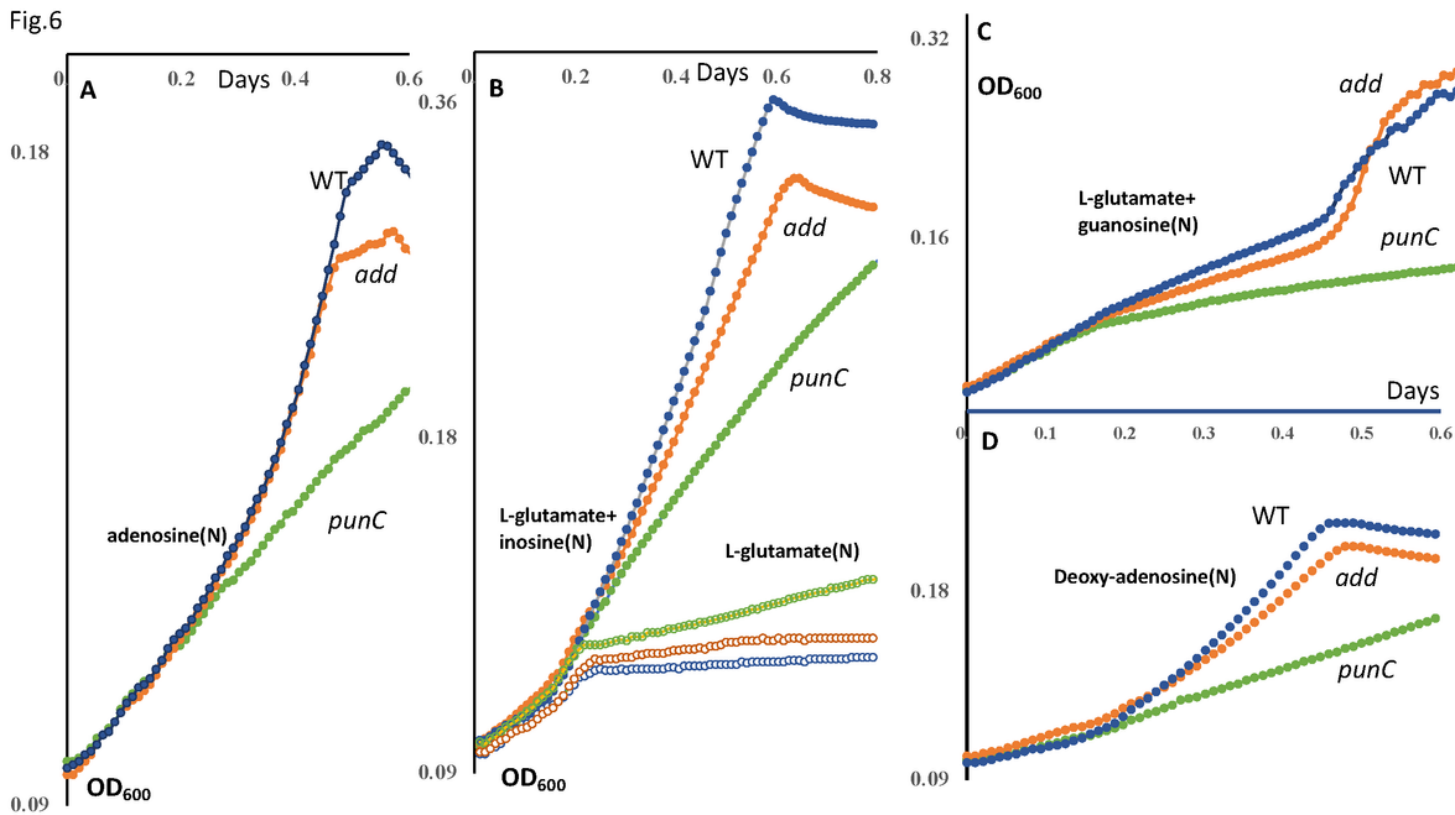 Fig.6
A
0.
0.2
Days
0.4
0.6
0.18
WT
add
adenosine(N)
punC
0.09
OD600
B
0.
0.2
0.4
Days
0.6
0.8
0.36
WT
add
0.18
punC
L-glutamate+
inosine(N)
L-glutamate(N)
0.09
OD600
C
0.32
OD600
add
WT
L-glutamate+
guanosine(N)
0.16
punC
Days
0.
0.1
0.2
0.3
0.4
0.5
0.6
D
WT
Deoxy-adenosine(N)
add
0.18
punC
0.09